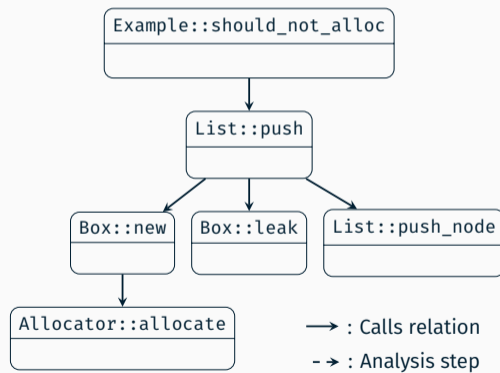 Example::should_not_alloc
List::push
Box::new
Box::leak
List::push_node
Allocator::allocate
: Calls relation
: Analysis step